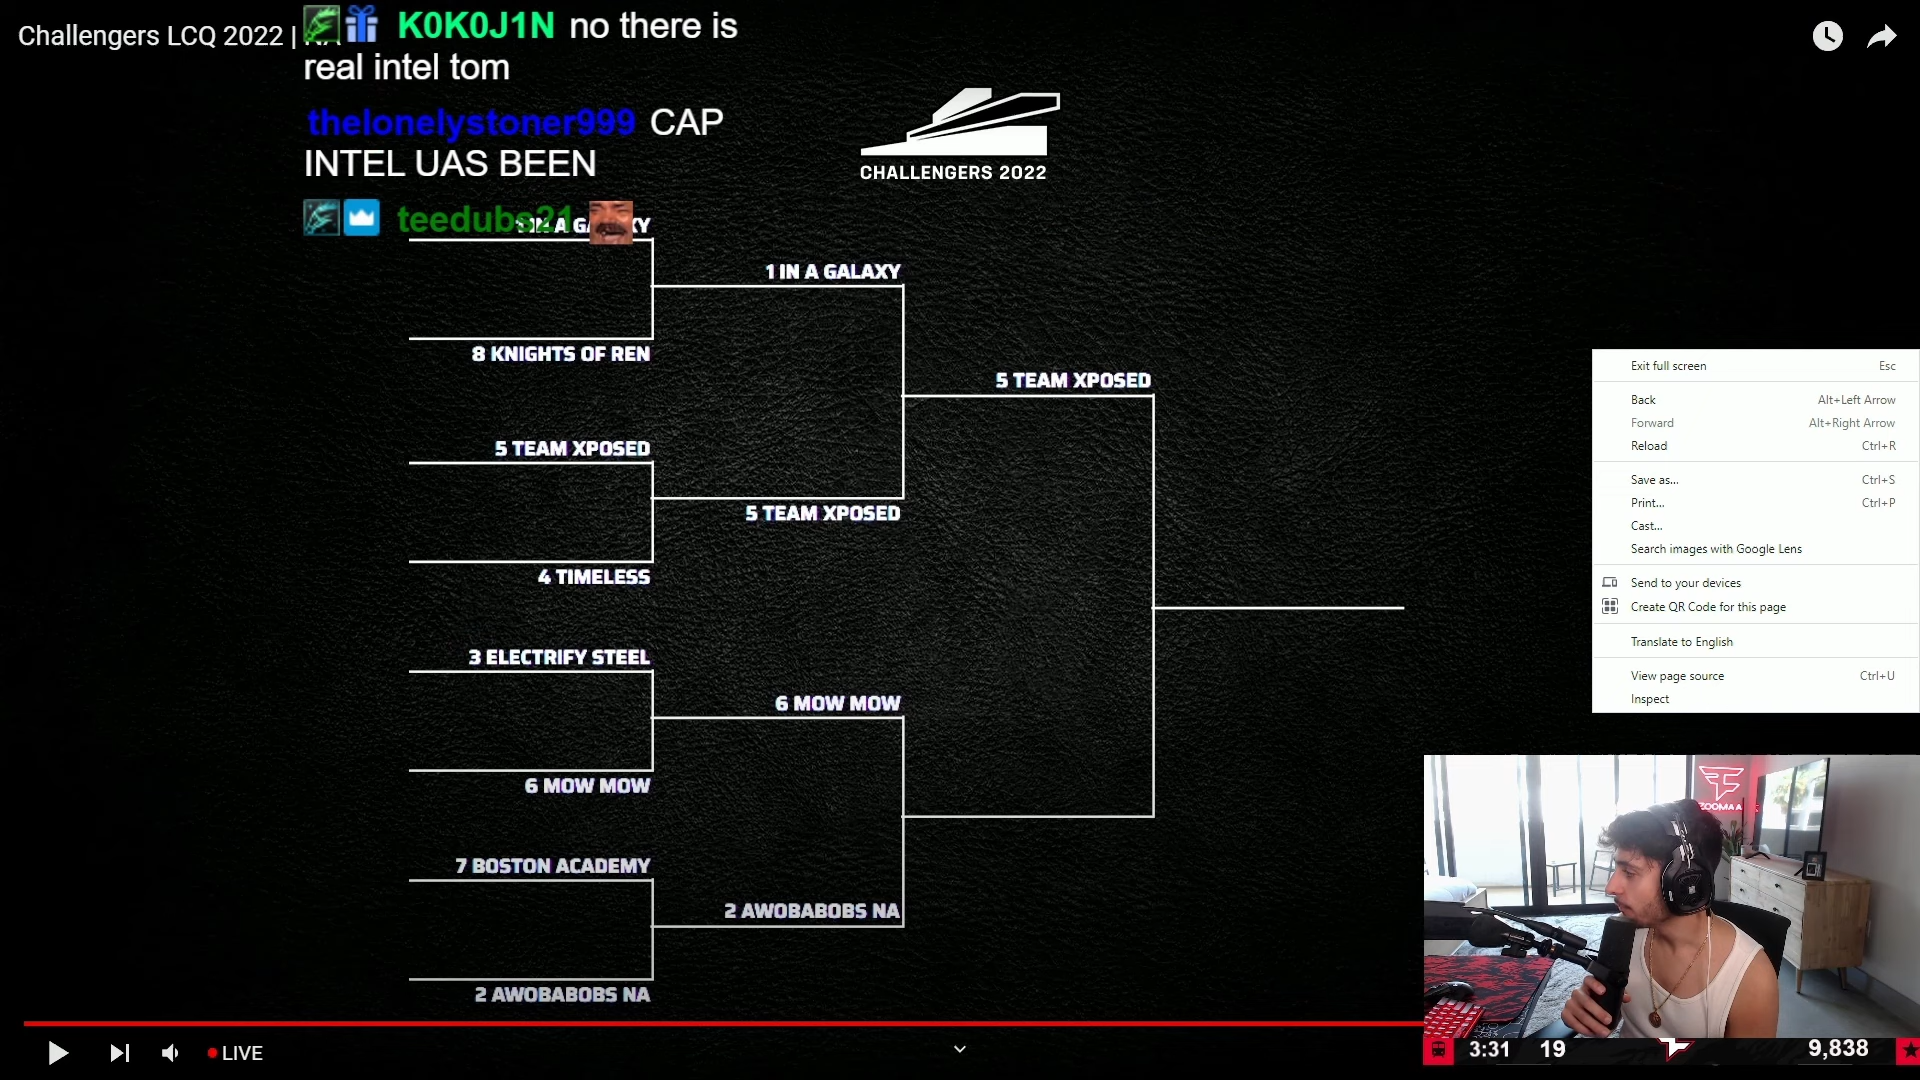 Challengers LCQ 2022 |
K0K0J1N no there is
real intel tom
thelonelystoner999 CAP
INTEL UAS BEEN
teedubs21
CHALLENGERS 2022
1 IN A GALAXY
8 KNIGHTS OF REN
5 TEAM XPOSED
4 TIMELESS
3 ELECTRIFY STEEL
6 MOW MOW
7 BOSTON ACADEMY
2 AWOBABOBS NA
1 IN A GALAXY
5 TEAM XPOSED
6 MOW MOW
2 AWOBABOBS NA
5 TEAM XPOSED
Exit full screen Esc
Back Alt+Left Arrow
Forward Alt+Right Arrow
Reload Ctrl+R
Save as... Ctrl+S
Print... Ctrl+P
Cast...
Search images with Google Lens
Send to your devices
Create QR Code for this page
Translate to English
View page source Ctrl+U
Inspect
ZOOMAA
LIVE
3:31 19 9,838